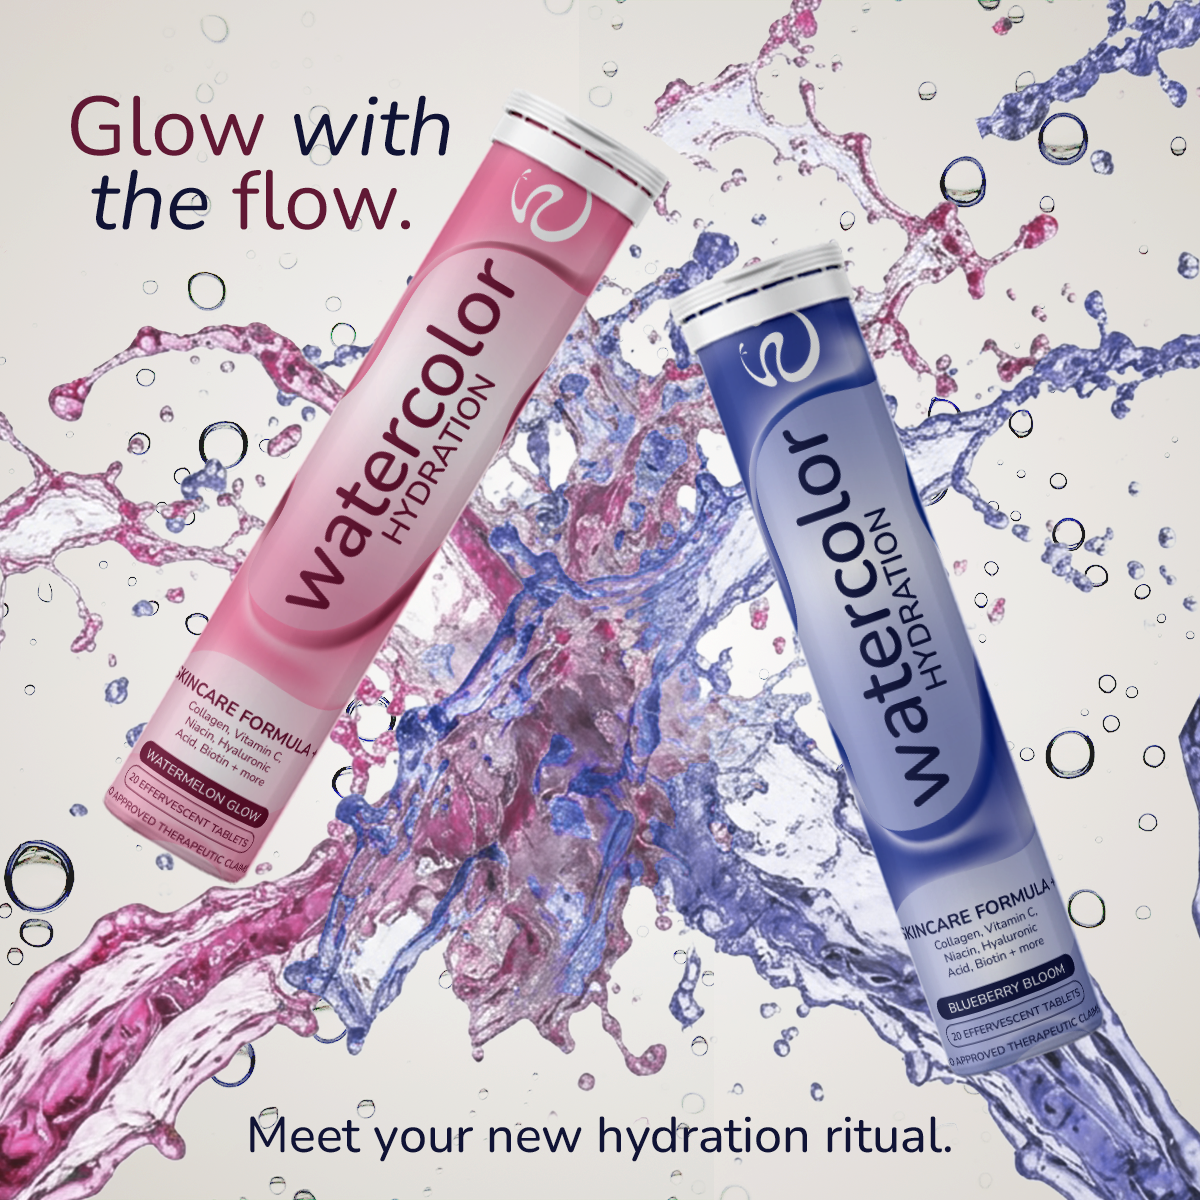 Glow with
the flow.
watercolor
HYDRATION
SKINCARE FORMULA +
Collagen, Vitamin C,
Niacin, Hyaluronic
Acid, Biotin + more
WATERMELON GLOW
20 EFFERVESCENT TABLETS
APPROVED THERAPEUTIC
watercolor
HYDRATION
SKINCARE FORMULA +
Collagen, Vitamin C,
Niacin, Hyaluronic
Acid, Biotin + more
BLUEBERRY BLOOM
20 EFFERVESCENT TABLETS
APPROVED THERAPEUTIC
Meet your new hydration ritual.